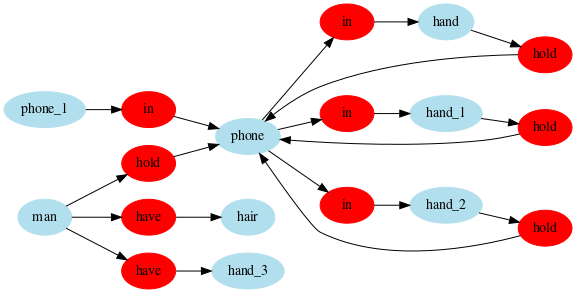 in
hand
hold
phone_1
in
in
hand_1
hold
phone
hold
man
have
hair
in
hand_2
hold
have
hand_3